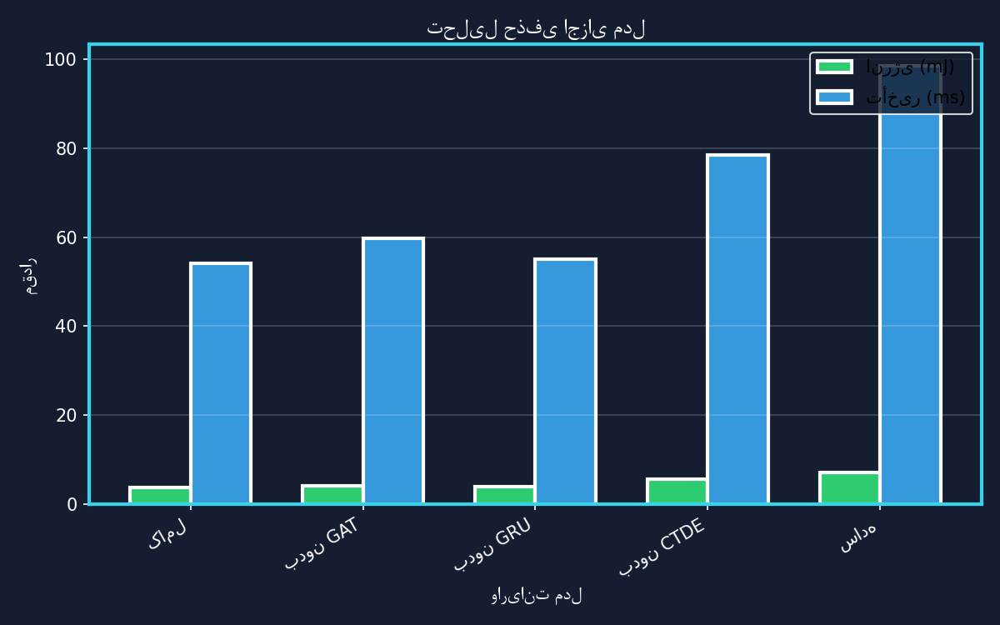 تحلیل حذفی اجزای مدل
انرژی (mJ)
تأخیر (ms)
مقدار
100
80
60
40
20
0
کامل
بدون GAT
بدون GRU
بدون CTDE
ساده
واریانت مدل